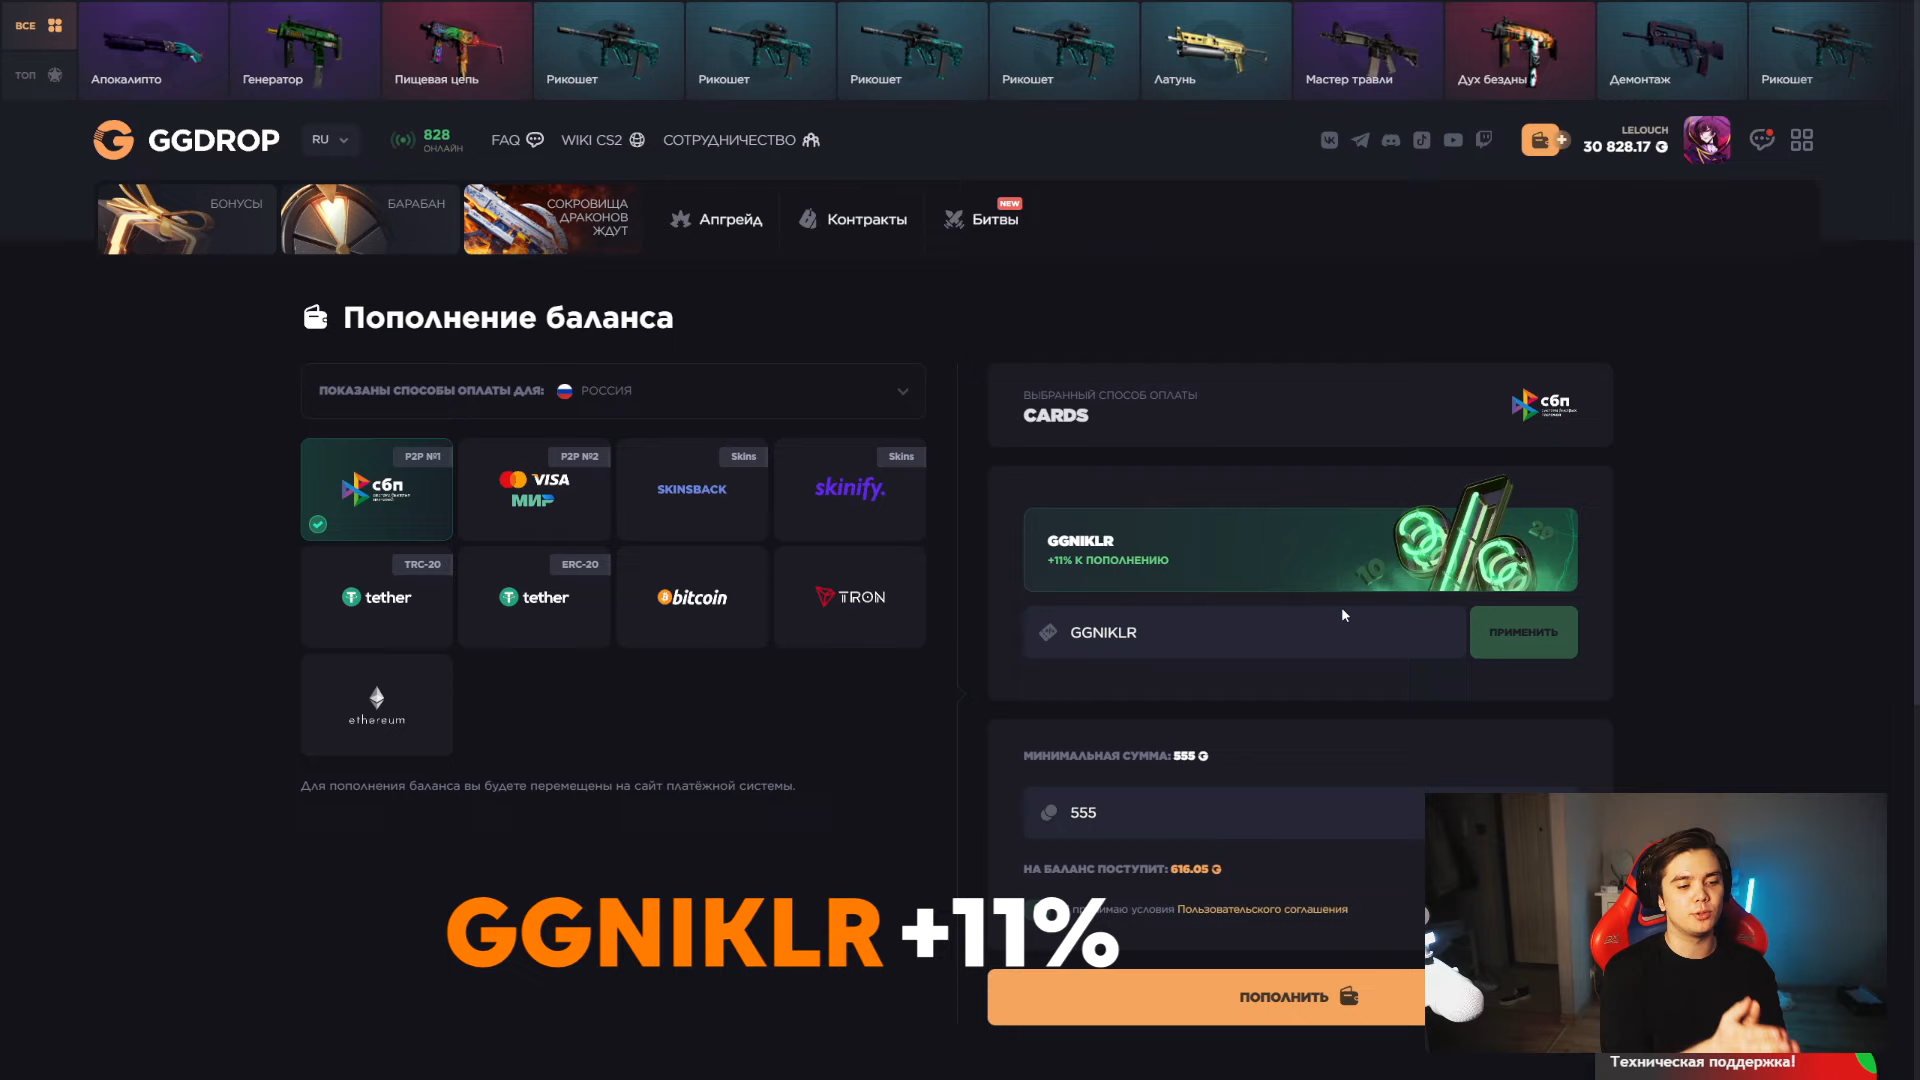 ВСЕ
ТОП
Апокалипто
Генератор
Пищевая цепь
Рикошет
Рикошет
Рикошет
Рикошет
Латунь
Мастер травли
Дух бездны
Демонтаж
Рикошет
GGDROP
RU
828
ОНЛАЙН
FAQ
WIKI CS2
СОТРУДНИЧЕСТВО
LELOUCH
30 828.17
БОНУСЫ
БАРАБАН
СОКРОВИЩА
ДРАКОНОВ
ЖДУТ
Апгрейд
Контракты
NEW
Битвы
Пополнение баланса
ПОКАЗАНЫ СПОСОБЫ ОПЛАТЫ ДЛЯ: РОССИЯ
P2P №1
сбп
P2P №2
VISA
МИР
Skins
SKINSBACK
Skins
skinify.
TRC-20
tether
ERC-20
tether
bitcoin
TRON
ethereum
Для пополнения баланса вы будете перемещены на сайт платёжной системы.
ВЫБРАННЫЙ СПОСОБ ОПЛАТЫ
CARDS
сбп
GGNIKLR
+11% К ПОПОЛНЕНИЮ
10
20
GGNIKLR
ПРИМЕНИТЬ
МИНИМАЛЬНАЯ СУММА: 555
555
НА БАЛАНС ПОСТУПИТ: 616.05
условия Пользовательского соглашения
GGNIKLR +11%
ПОПОЛНИТЬ
Техническая поддержка!